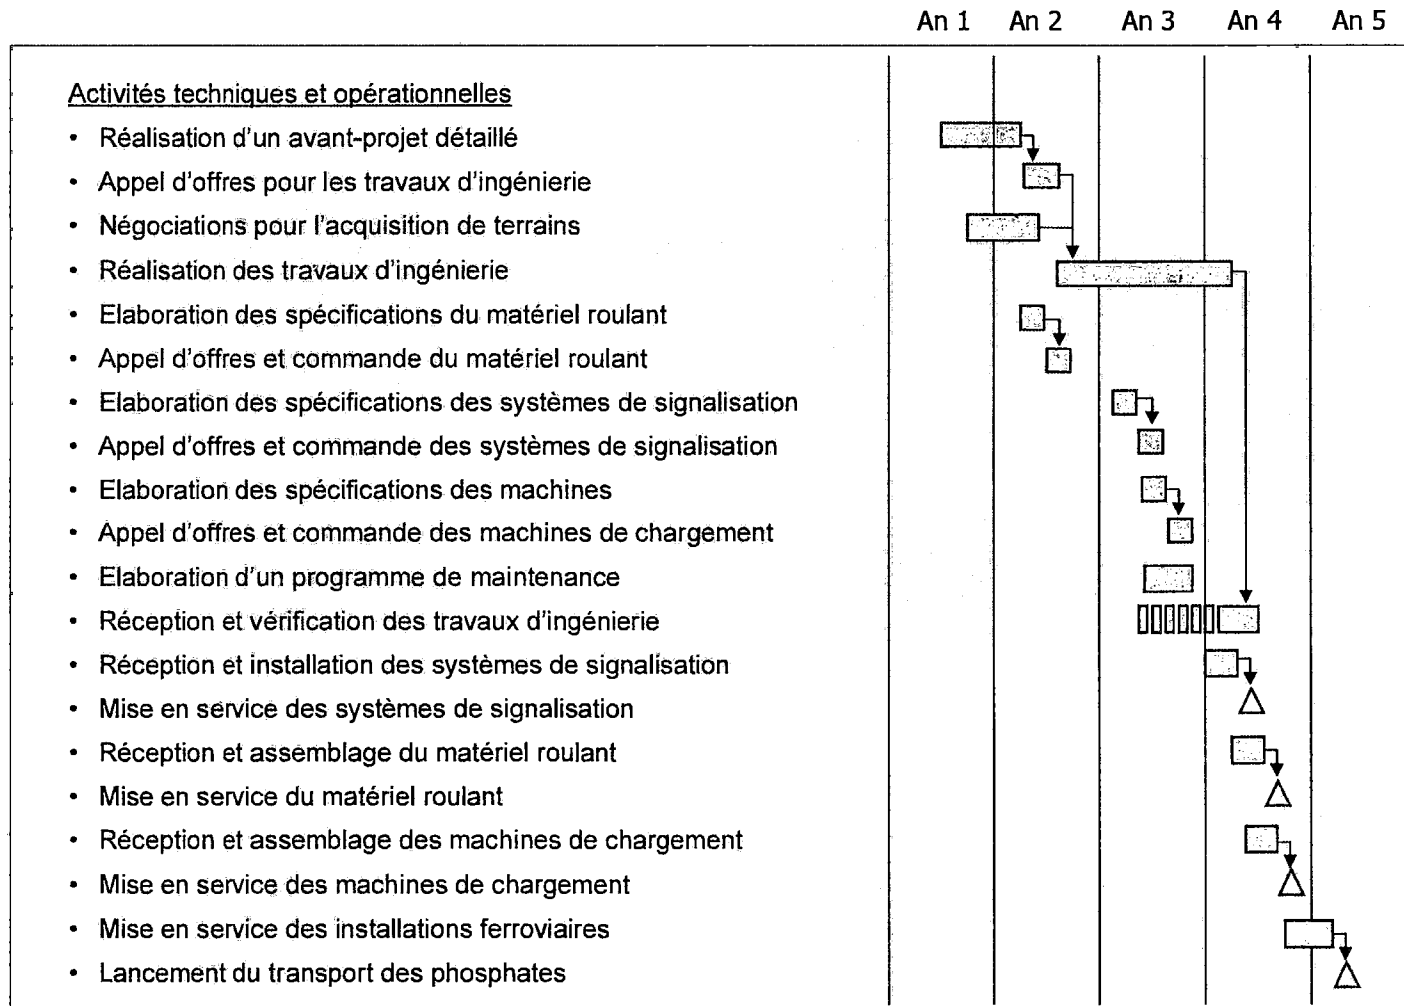 An 1 An 2 An 3 An 4 An 5
Activités techniques et opérationnelles
• Réalisation d'un avant-projet détaillé
• Appel d'offres pour les travaux d'ingénierie
• Négociations pour l'acquisition de terrains
• Réalisation des travaux d'ingénierie
• Elaboration des spécifications du matériel roulant
• Appel d'offres et commande du matériel roulant
• Elaboration des spécifications des systèmes de signalisation
• Appel d'offres et commande des systèmes de signalisation
• Elaboration des spécifications des machines
• Appel d'offres et commande des machines de chargement
• Elaboration d'un programme de maintenance
• Réception et vérification des travaux d'ingénierie
• Réception et installation des systèmes de signalisation
• Mise en service des systèmes de signalisation
• Réception et assemblage du matériel roulant
• Mise en service du matériel roulant
• Réception et assemblage des machines de chargement
• Mise en service des machines de chargement
• Mise en service des installations ferroviaires
• Lancement du transport des phosphates